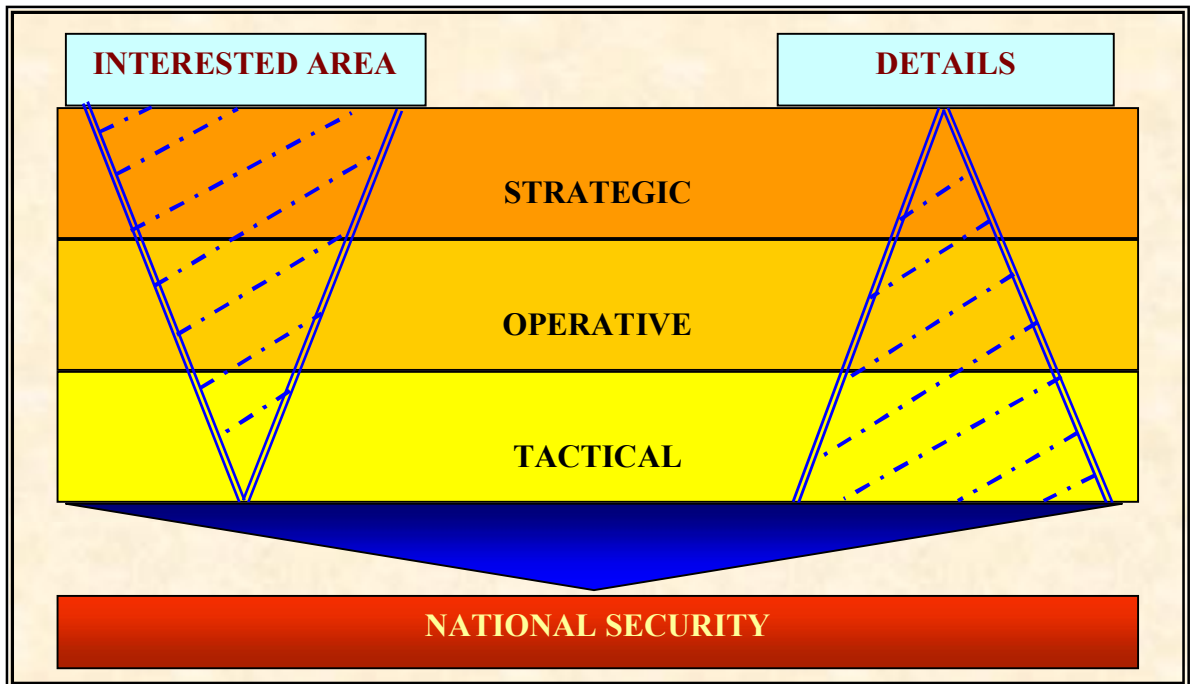 INTERESTED AREA
DETAILS
STRATEGIC
OPERATIVE
TACTICAL
NATIONAL SECURITY